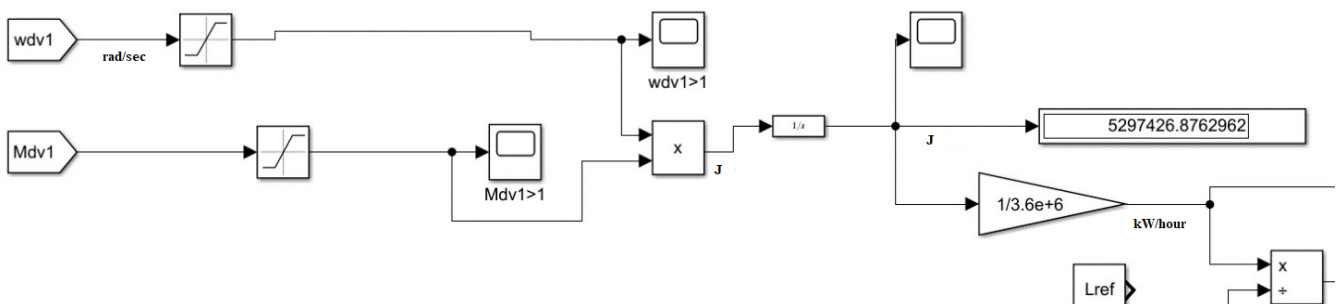 wdv1
rad/sec
wdv1>1
Mdv1
Mdv1>1
x
J
1/s
J
5297426.8762962
1/3.6e+6
kW/hour
Lref
x
÷